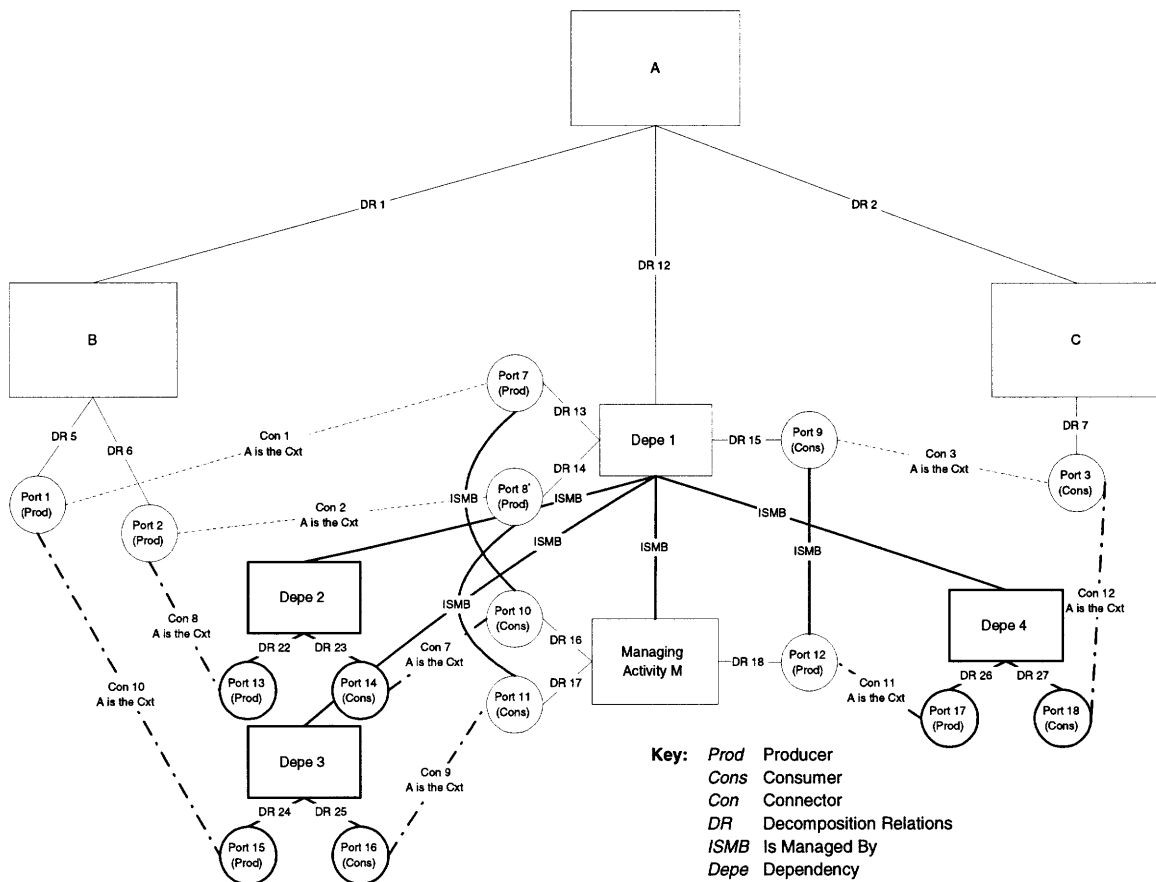 A
DR 1
DR 2
DR 12
B
C
Port 7
(Prod)
DR 13
DR 5
DR 6
Con 1
A is the Cxt
Depe 1
DR 15
Port 9
(Cons)
Con 3
A is the Cxt
DR 7
DR 14
Port 1
(Prod)
Port 2
(Prod)
Con 2
A is the Cxt
ISMB
Port 8'
(Prod)
ISMB
Port 3
(Cons)
ISMB
ISMB
ISMB
ISMB
Depe 2
ISMB
Con 8
A is the Cxt
Port 10
(Cons)
DR 16
Managing
Activity M
Con 12
A is the Cxt
Depe 4
DR 22
DR 23
Con 7
A is the Cxt
DR 18
Port 12
(Prod)
Port 13
(Prod)
Port 14
(Cons)
DR 17
Port 11
(Cons)
Con 10
A is the Cxt
Con 11
A is the Cxt
DR 26
DR 27
Port 17
(Prod)
Port 18
(Cons)
Depe 3
Con 9
A is the Cxt
DR 24
DR 25
Port 15
(Prod)
Port 16
(Cons)
Key: Prod Producer
Cons Consumer
Con Connector
DR Decomposition Relations
ISMB Is Managed By
Depe Dependency